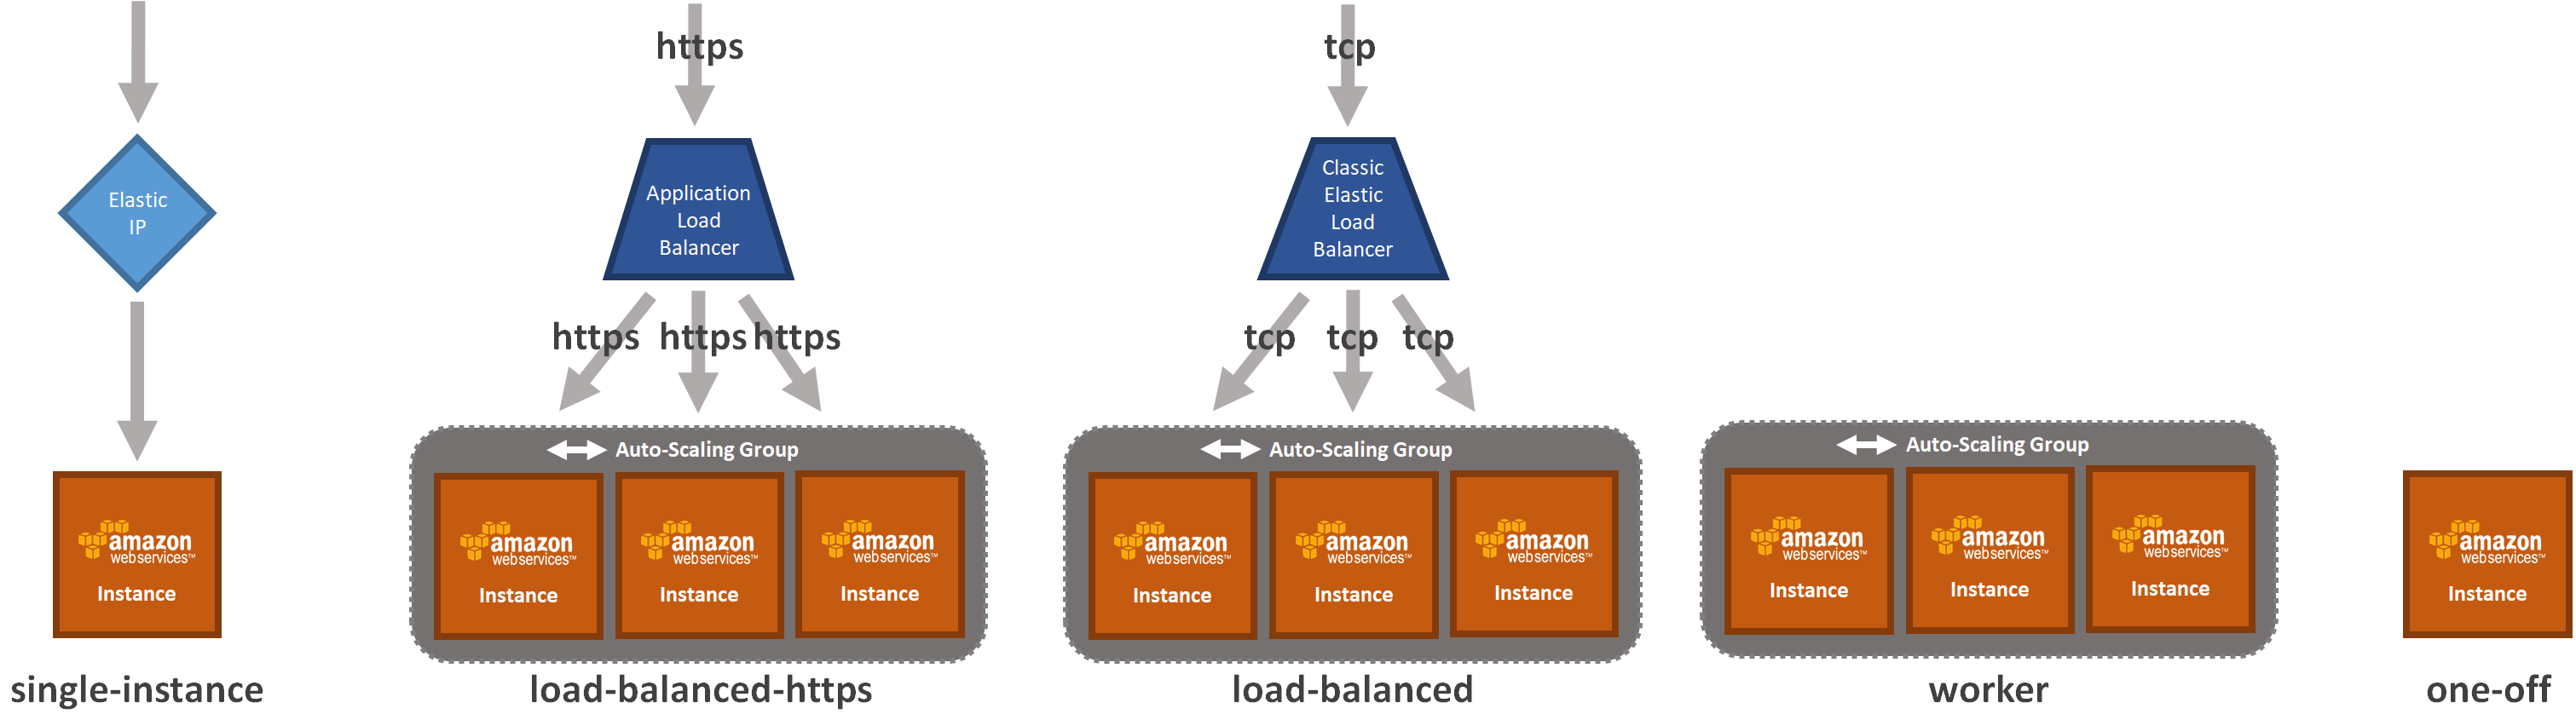 https
tcp
Elastic
IP
Application
Load
Balancer
Classic
Elastic
Load
Balancer
https https https
tcp tcp tcp
Auto-Scaling Group
Auto-Scaling Group
Auto-Scaling Group
amazon
webservices™
Instance
amazon
webservices™
Instance
amazon
webservices™
Instance
amazon
webservices™
Instance
amazon
webservices™
Instance
amazon
webservices™
Instance
amazon
webservices™
Instance
amazon
webservices™
Instance
amazon
webservices™
Instance
amazon
webservices™
Instance
amazon
webservices™
Instance
single-instance
load-balanced-https
load-balanced
worker
one-off